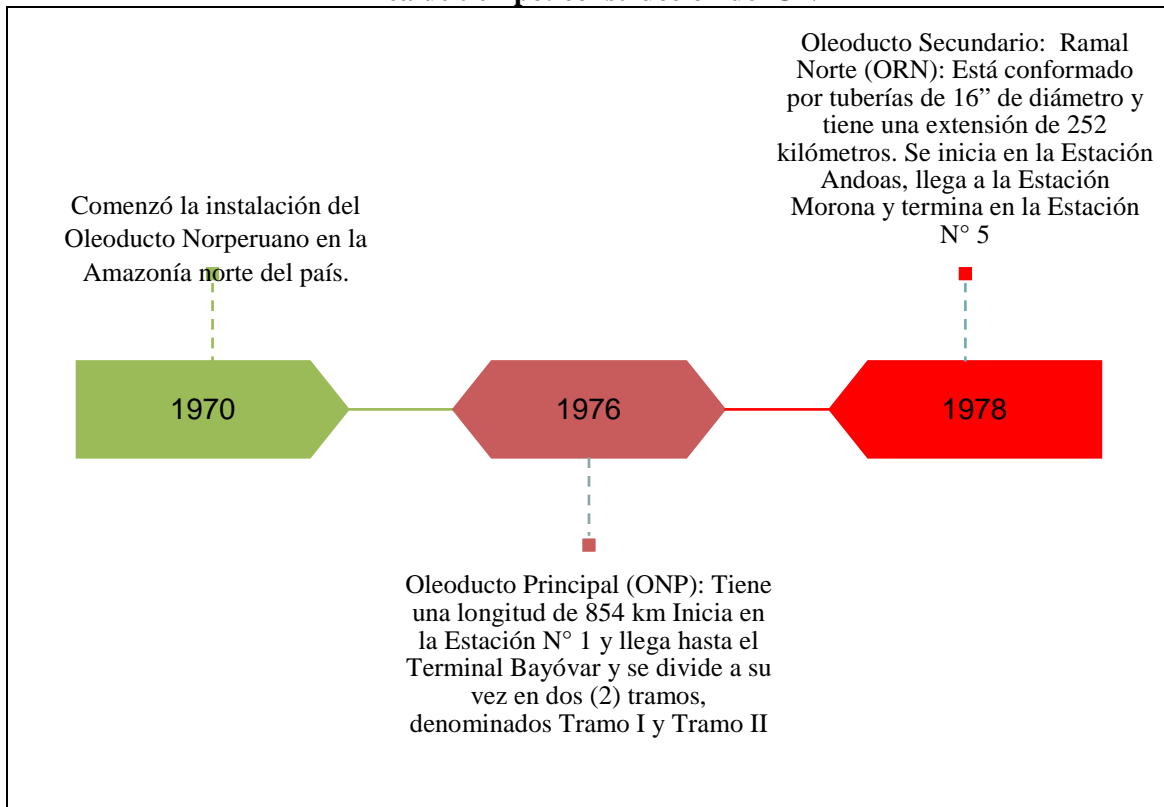 Oleoducto Secundario: Ramal
Norte (ORN): Está conformado
por tuberías de 16” de diámetro y
tiene una extensión de 252
kilómetros. Se inicia en la Estación
Andoas, llega a la Estación
Morona y termina en la Estación
N° 5
Comenzó la instalación del
Oleoducto Norperuano en la
Amazonía norte del país.
1970
1976
1978
Oleoducto Principal (ONP): Tiene
una longitud de 854 km Inicia en
la Estación N° 1 y llega hasta el
Terminal Bayóvar y se divide a su
vez en dos (2) tramos,
denominados Tramo I y Tramo II